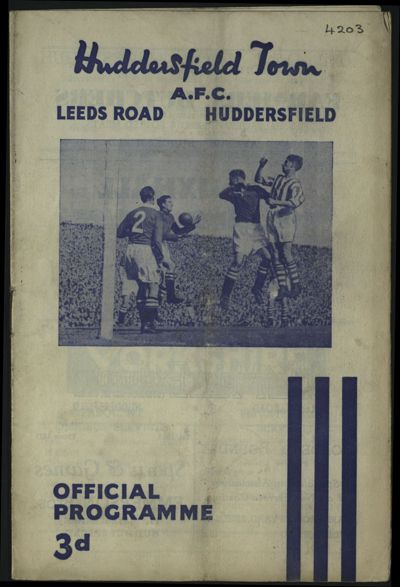 4203
Huddersfield Town
A.F.C.
LEEDS ROAD HUDDERSFIELD
2
OFFICIAL
PROGRAMME
3d